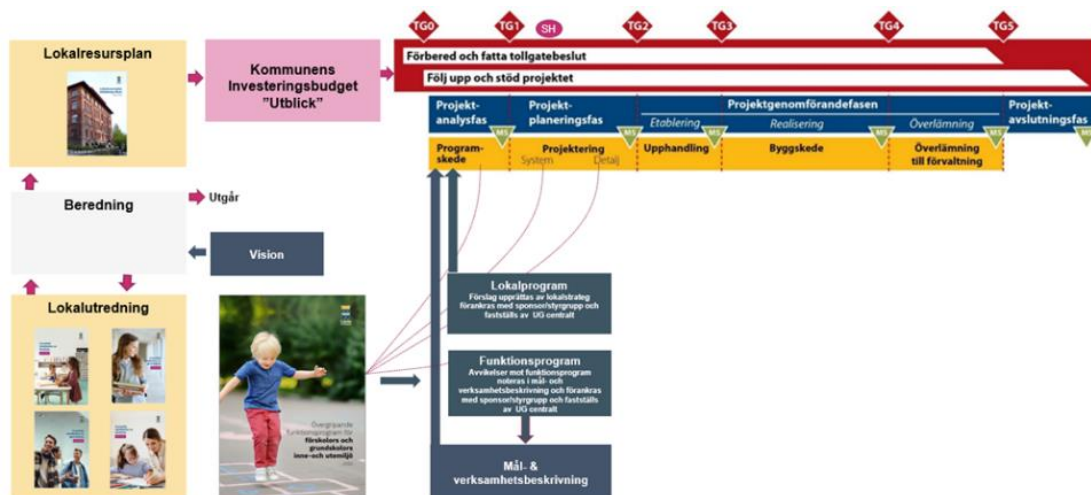 TG0
TG1
SH
TG2
TG3
TG4
TG5
Förbered och fatta tollgatebeslut
Följ upp och stöd projektet
Lokalresursplan
Kommunens
Investeringsbudget
"Utblick"
Projekt-
analysfas
MS
Projekt-
planeringsfas
MS
Projektgenomförandefasen
Etablering
MS
Realisering
MS
Överlämning
MS
Projekt-
avslutningsfas
Program-
skede
Projektering
System
Detalj
Upphandling
Byggskede
Överlämning
till förvaltning
Beredning
Utgår
Vision
Lokalutredning
Övergripande
funktionsprogram för
förskolors och
grundskolors
inne-och utemiljö
Lokalprogram
Förslag upprättas av lokalstrateg
förankras med sponsor/styrgrupp och
fastställs av UG centralt
Funktionsprogram
Avvikelser mot funktionsprogram
noteras i mål- och
verksamhetsbeskrivning och förankras
med sponsor/styrgrupp och fastställs
av UG centralt
Mål- &
verksamhetsbeskrivning